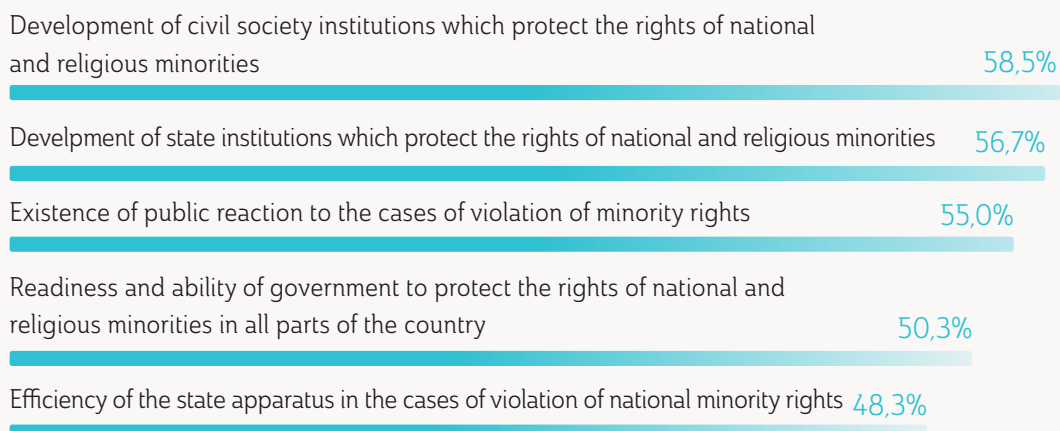 Development of civil society institutions which protect the rights of national
and religious minorities
58,5%
Develpment of state institutions which protect the rights of national and religious minorities 56,7%
Existence of public reaction to the cases of violation of minority rights 55,0%
Readiness and ability of government to protect the rights of national and
religious minorities in all parts of the country 50,3%
Efficiency of the state apparatus in the cases of violation of national minority rights 48,3%